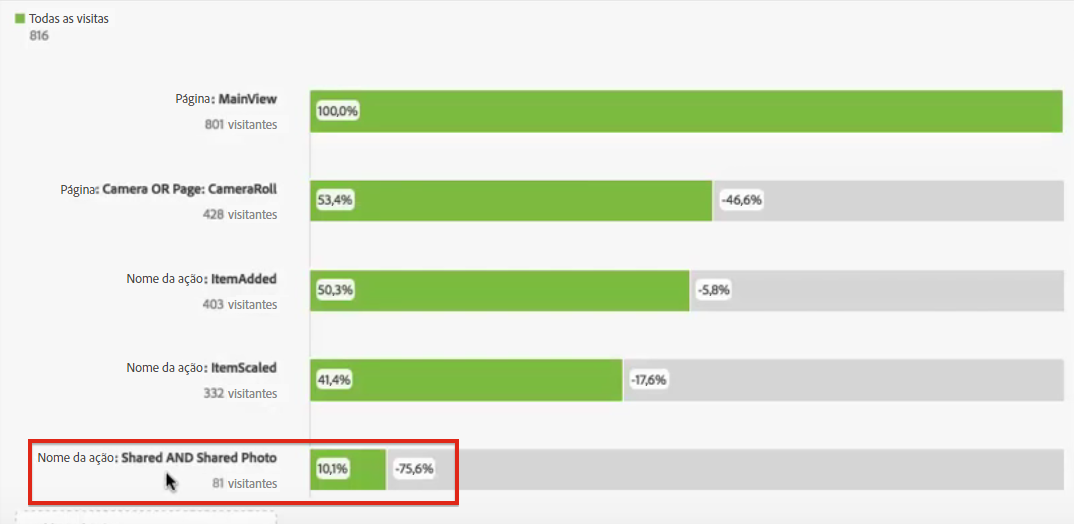 Todas as visitas
816
Página: MainView
100,0%
801 visitantes
Página: Camera OR Page: CameraRoll
53,4%
-46,6%
428 visitantes
Nome da ação: ItemAdded
50,3%
-5,8%
403 visitantes
Nome da ação: ItemScaled
41,4%
-17,6%
332 visitantes
Nome da ação: Shared AND Shared Photo
10,1%
-75,6%
81 visitantes